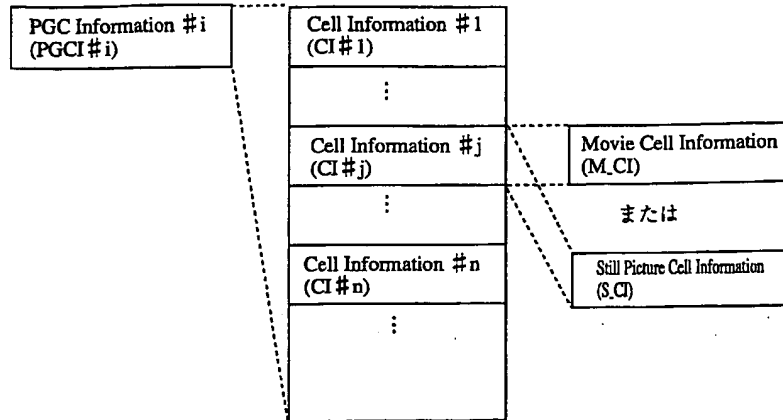 PGC Information #i
(PGCI#i)
Cell Information #1
(CI#1)
⋮
Cell Information #j
(CI#j)
⋮
Cell Information #n
(CI#n)
⋮
Movie Cell Information
(M_CI)
または
Still Picture Cell Information
(S_CI)